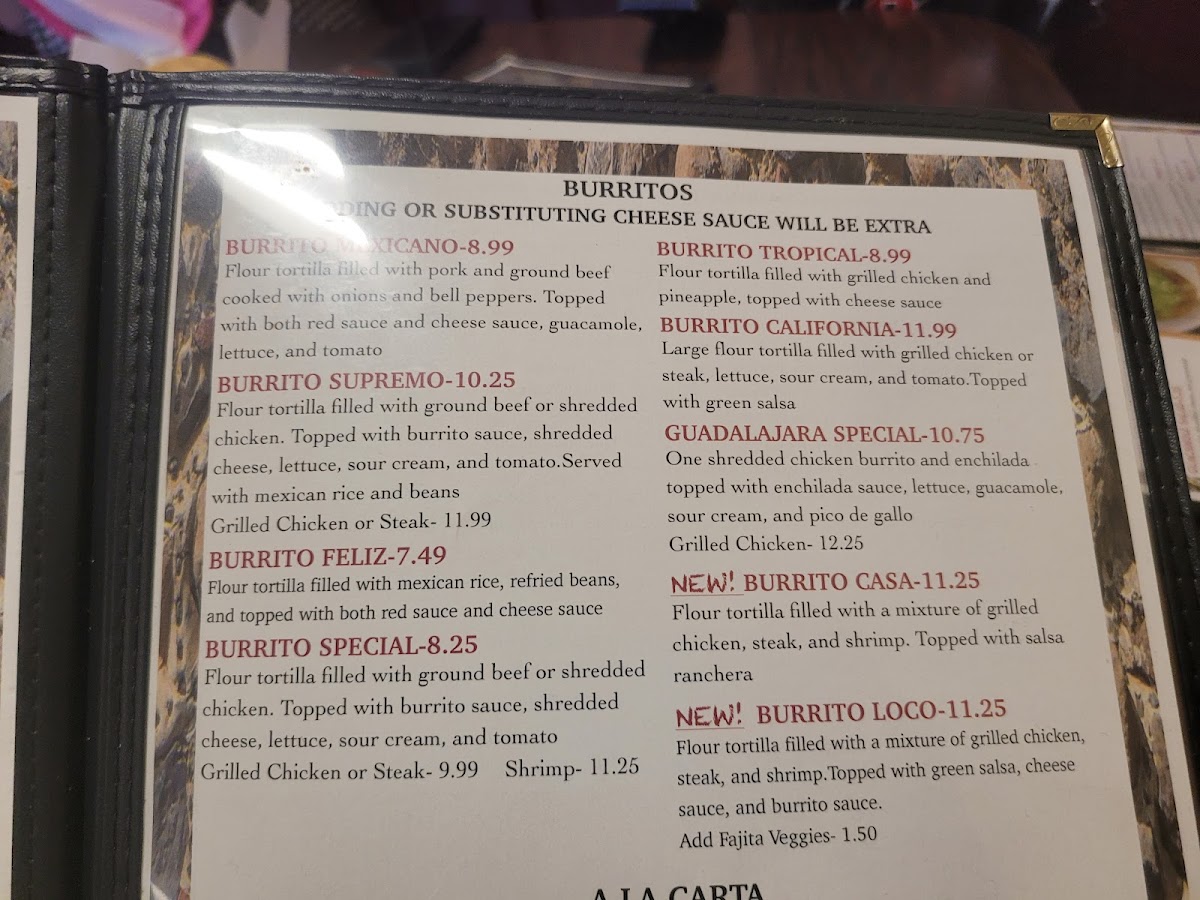 BURRITOS
OR SUBSTITUTING CHEESE SAUCE WILL BE EXTRA
BURRITO MEXICANO-8.99
Flour tortilla filled with pork and ground beef
cooked with onions and bell peppers. Topped
with both red sauce and cheese sauce, guacamole,
lettuce, and tomato
BURRITO SUPREMO-10.25
Flour tortilla filled with ground beef or shredded
chicken. Topped with burrito sauce, shredded
cheese, lettuce, sour cream, and tomato.Served
with mexican rice and beans
Grilled Chicken or Steak- 11.99
BURRITO FELIZ-7.49
Flour tortilla filled with mexican rice, refried beans,
and topped with both red sauce and cheese sauce
BURRITO SPECIAL-8.25
Flour tortilla filled with ground beef or shredded
chicken. Topped with burrito sauce, shredded
cheese, lettuce, sour cream, and tomato
Grilled Chicken or Steak- 9.99 Shrimp- 11.25
BURRITO TROPICAL-8.99
Flour tortilla filled with grilled chicken and
pineapple, topped with cheese sauce
BURRITO CALIFORNIA-11.99
Large flour tortilla filled with grilled chicken or
steak, lettuce, sour cream, and tomato.Topped
with green salsa
GUADALAJARA SPECIAL-10.75
One shredded chicken burrito and enchilada
topped with enchilada sauce, lettuce, guacamole,
sour cream, and pico de gallo
Grilled Chicken- 12.25
NEW! BURRITO CASA-11.25
Flour tortilla filled with a mixture of grilled
chicken, steak, and shrimp. Topped with salsa
ranchera
NEW! BURRITO LOCO-11.25
Flour tortilla filled with a mixture of grilled chicken,
steak, and shrimp.Topped with green salsa, cheese
sauce, and burrito sauce.
Add Fajita Veggies- 1.50
A LA CARTA